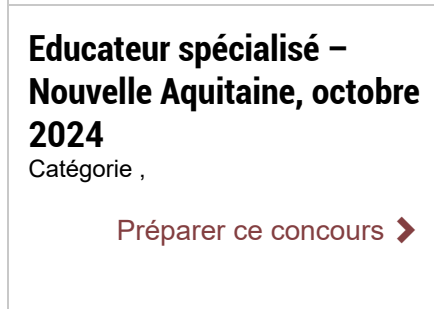 Educateur spécialisé –
Nouvelle Aquitaine, octobre
2024
Catégorie ,
Préparer ce concours